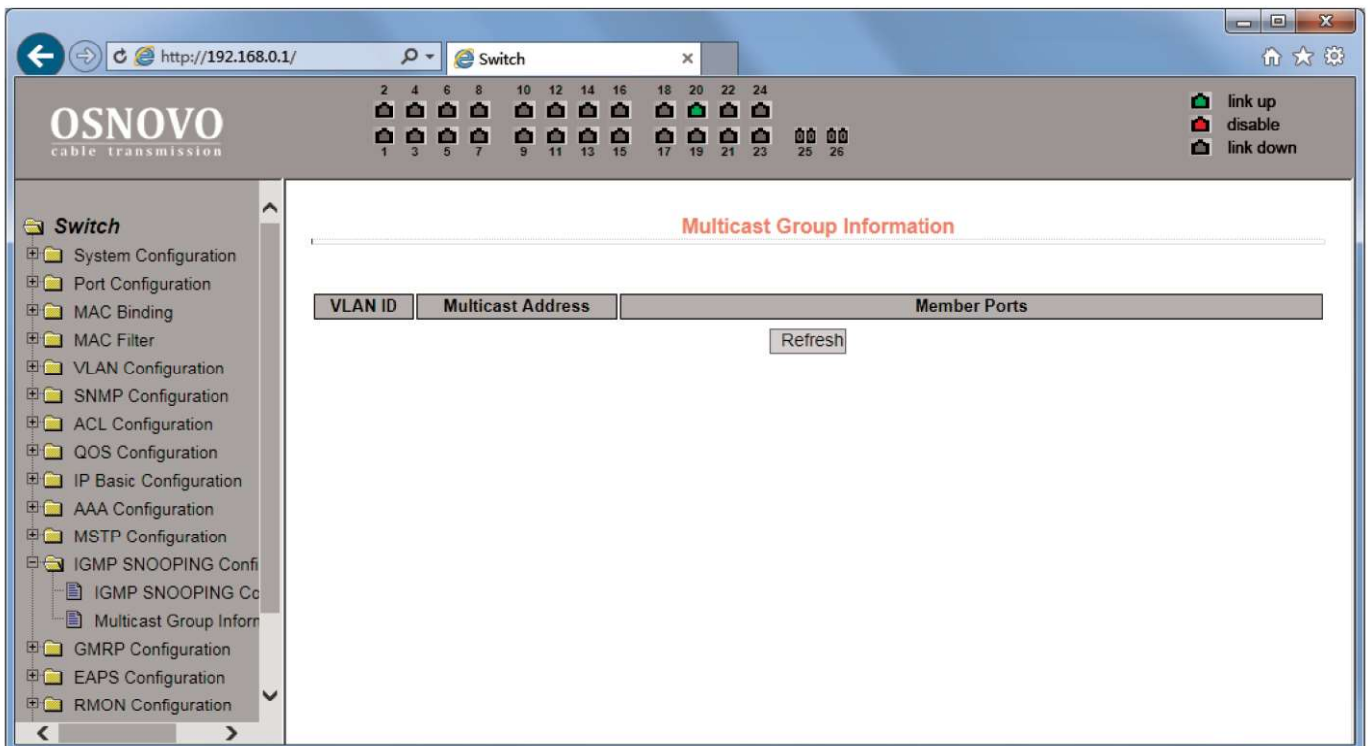 http://192.168.0.1/
Switch
OSNOVO
cable transmission
2 4 6 8 10 12 14 16 18 20 22 24
1 3 5 7 9 11 13 15 17 19 21 23 25 26
link up
disable
link down
Switch
System Configuration
Port Configuration
MAC Binding
MAC Filter
VLAN Configuration
SNMP Configuration
ACL Configuration
QOS Configuration
IP Basic Configuration
AAA Configuration
MSTP Configuration
IGMP SNOOPING Confi
IGMP SNOOPING Co
Multicast Group Inform
GMRP Configuration
EAPS Configuration
RMON Configuration
Multicast Group Information
VLAN ID Multicast Address Member Ports
Refresh